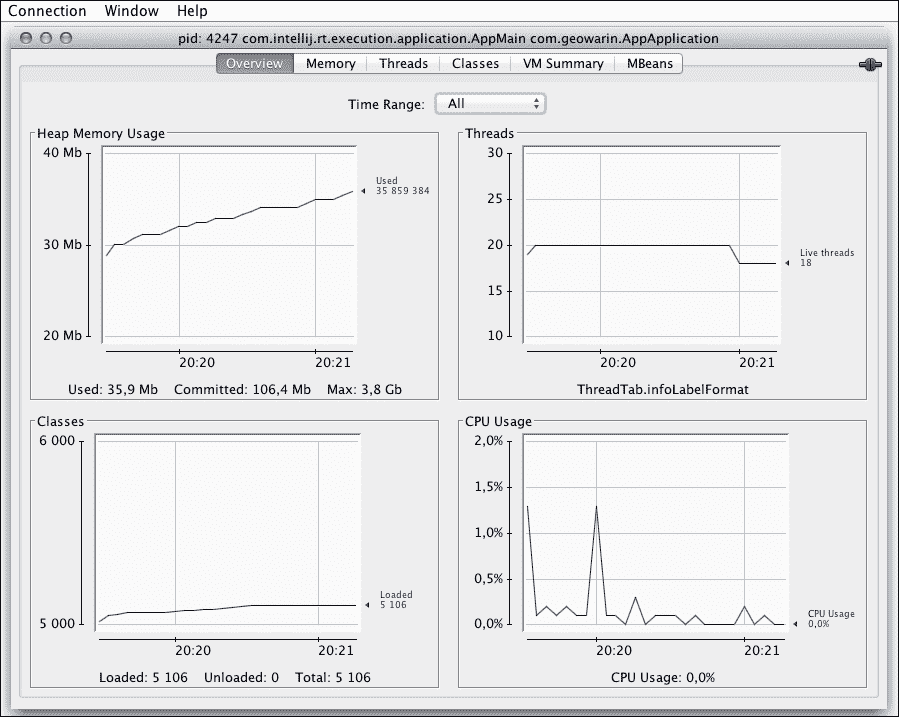 Connection Window Help
pid: 4247 com.intellij.rt.execution.application.AppMain com.geowarin.AppApplication
Overview Memory Threads Classes VM Summary MBeans
Time Range: All
Heap Memory Usage
40 Mb
30 Mb
20 Mb
Used
35 859 384
20:20 20:21
Used: 35,9 Mb Committed: 106,4 Mb Max: 3,8 Gb
Threads
30
25
20
15
10
Live threads
18
20:20 20:21
ThreadTab.infoLabelFormat
Classes
6 000
5 000
Loaded
5 106
20:20 20:21
Loaded: 5 106 Unloaded: 0 Total: 5 106
CPU Usage
2,0%
1,5%
1,0%
0,5%
0,0%
CPU Usage
0,0%
20:20 20:21
CPU Usage: 0,0%